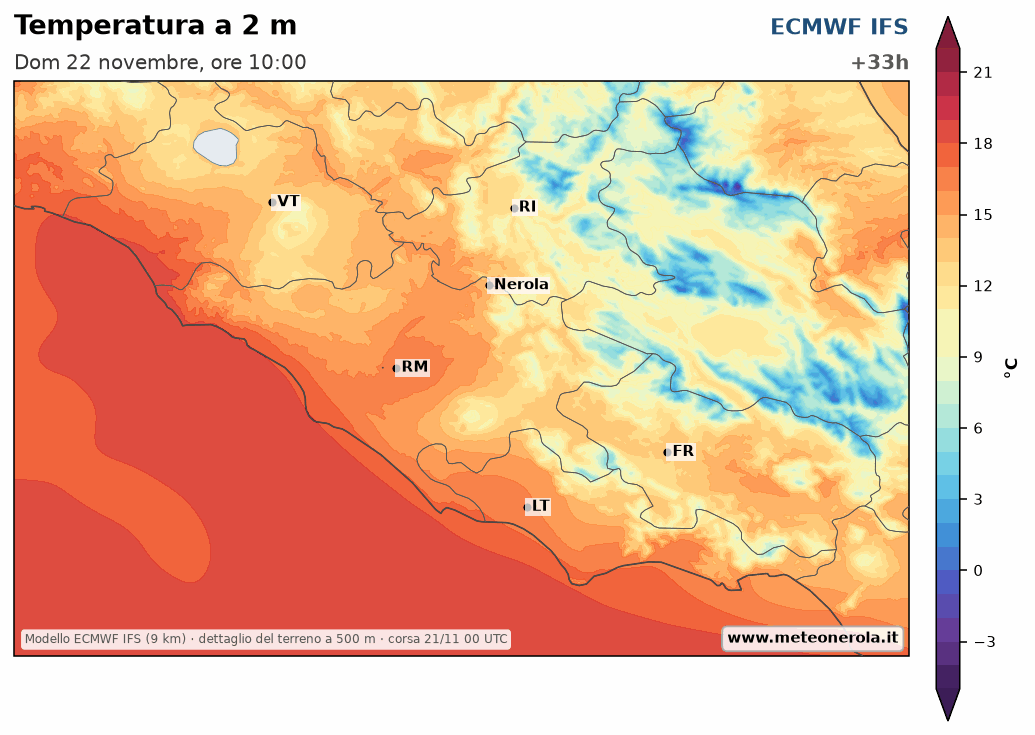 Temperatura a 2 m
ECMWF IFS
Dom 22 novembre, ore 10:00
+33h
VT
RI
Nerola
RM
FR
LT
21
18
15
12
9
6
3
0
−3
°C
Modello ECMWF IFS (9 km) · dettaglio del terreno a 500 m · corsa 21/11 00 UTC
www.meteonerola.it